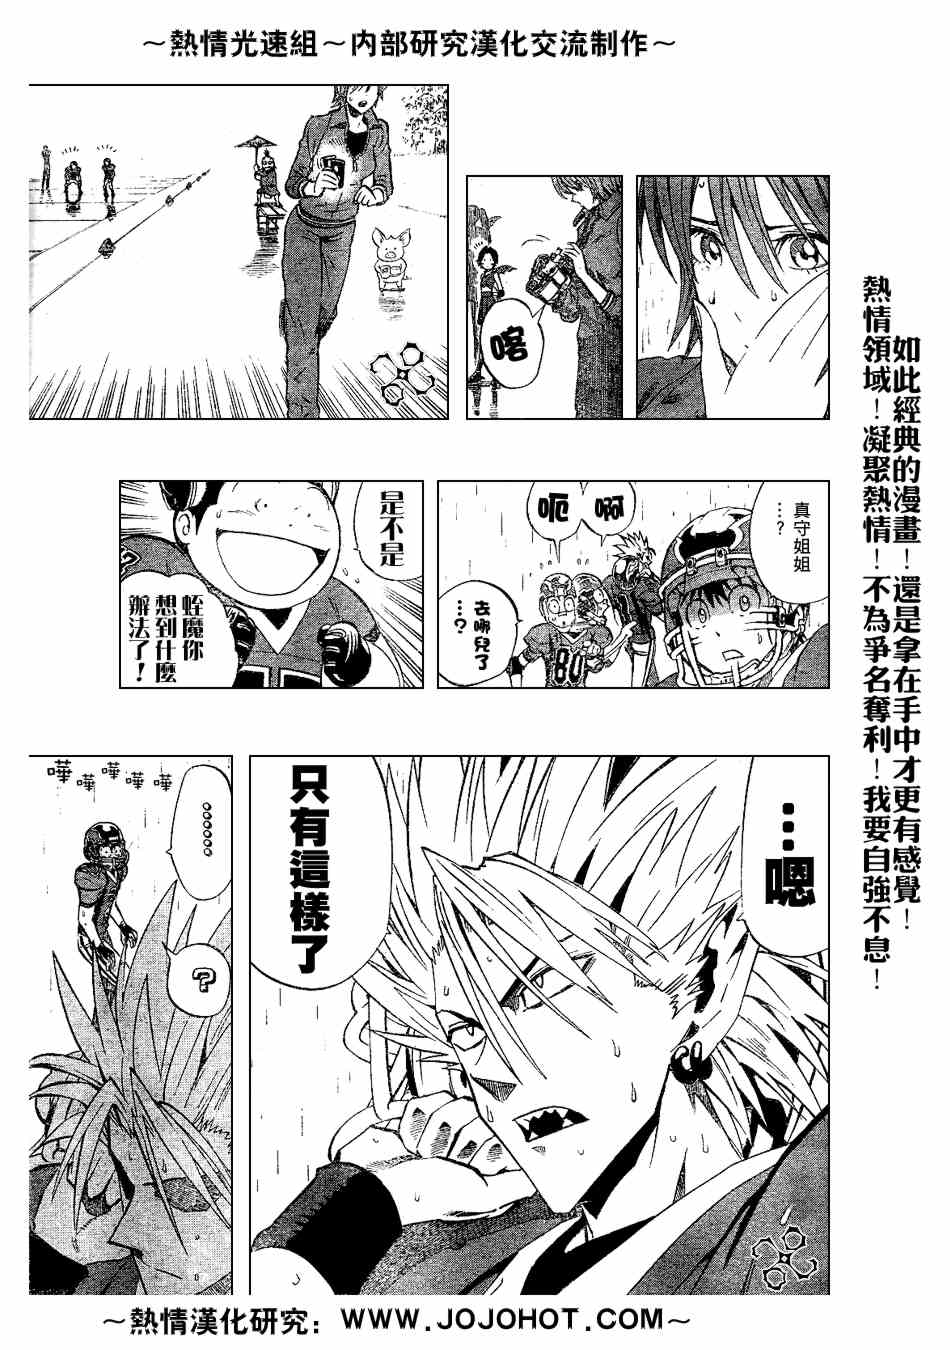 ～熱情光速組～内部研究漢化交流制作～
喀
真守姐姐
…?
啊
呃
去哪兒了
…?
是不是
蛭魔你
想到什麼
辦法了!
…嗯
只有這樣了
……
?
嘩
嘩
嘩
嘩
嘩
80
如此經典的漫畫！還是拿在手中才更有感覺！
熱情領域！凝聚熱情！不為爭名奪利！我要自強不息！
～熱情漢化研究：WWW.JOJOHOT.COM～